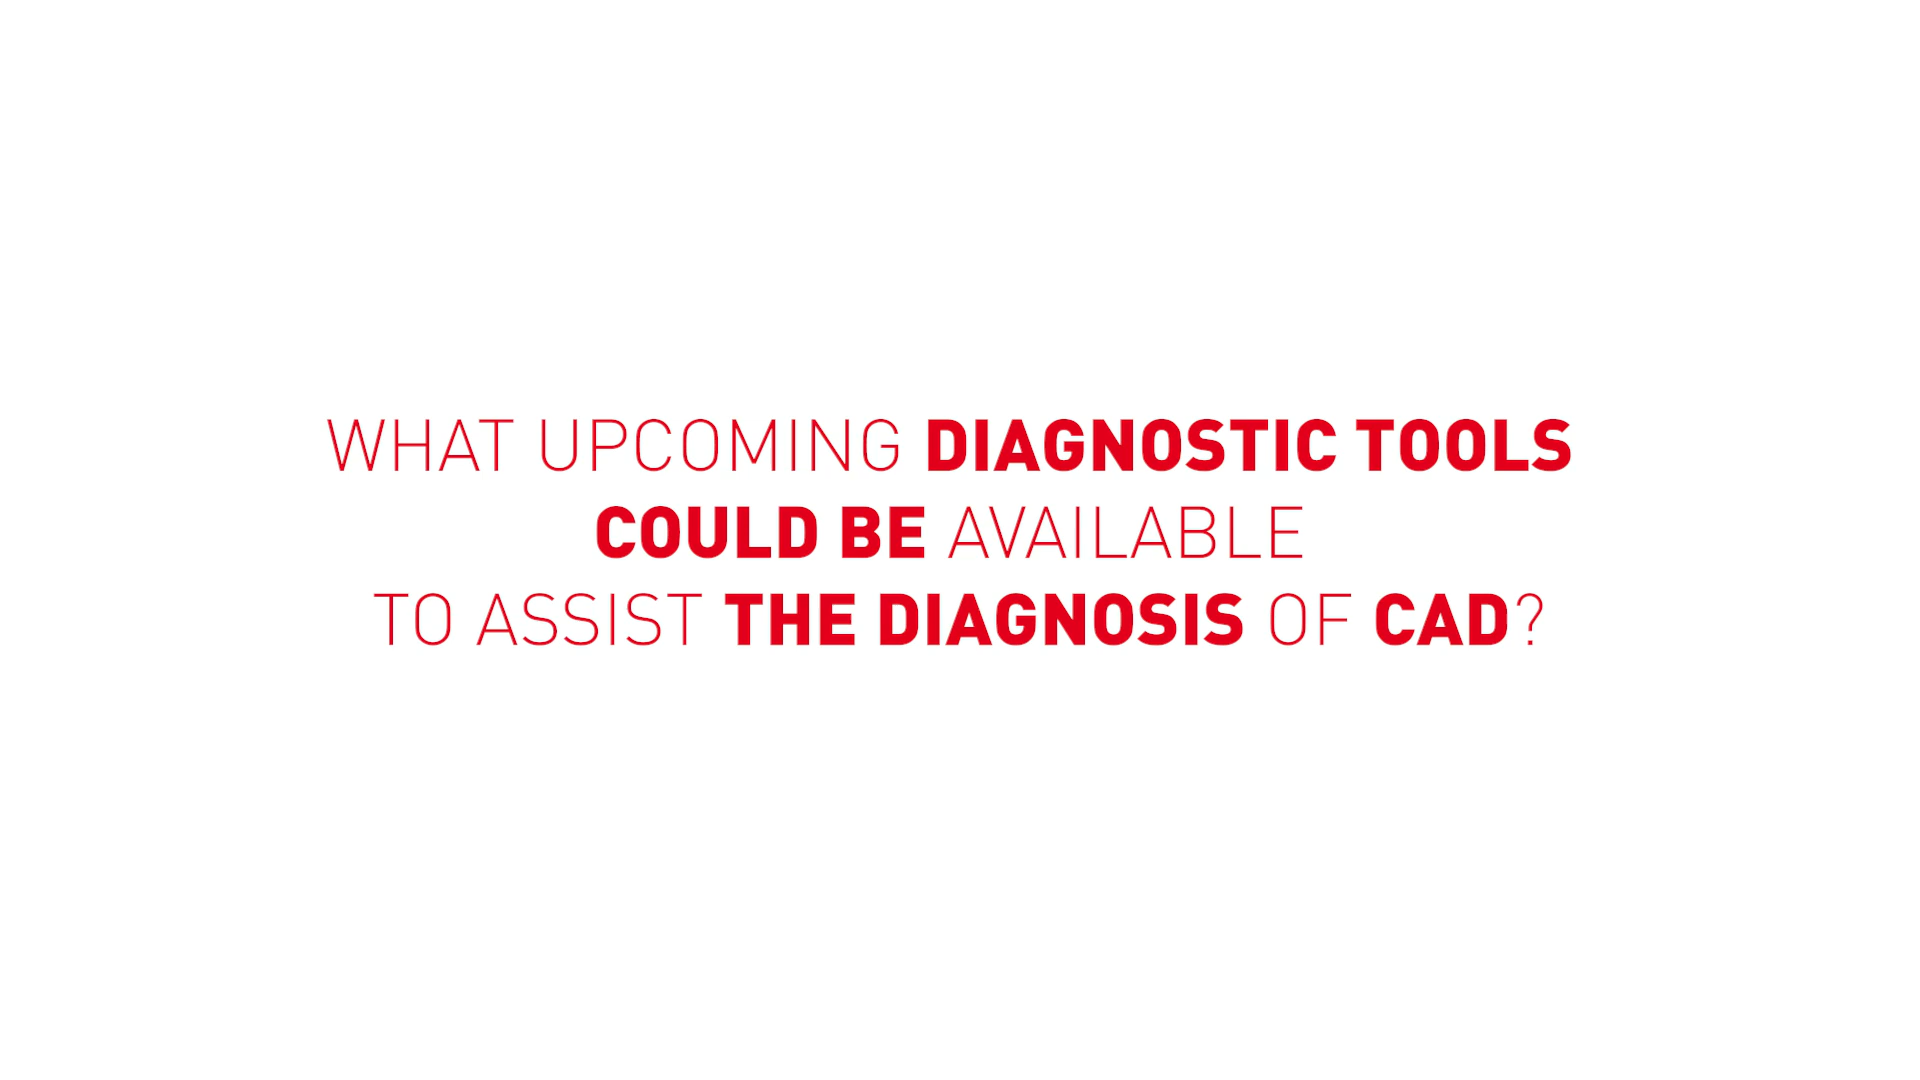 WHAT UPCOMING DIAGNOSTIC TOOLS
COULD BE AVAILABLE
TO ASSIST THE DIAGNOSIS OF CAD?